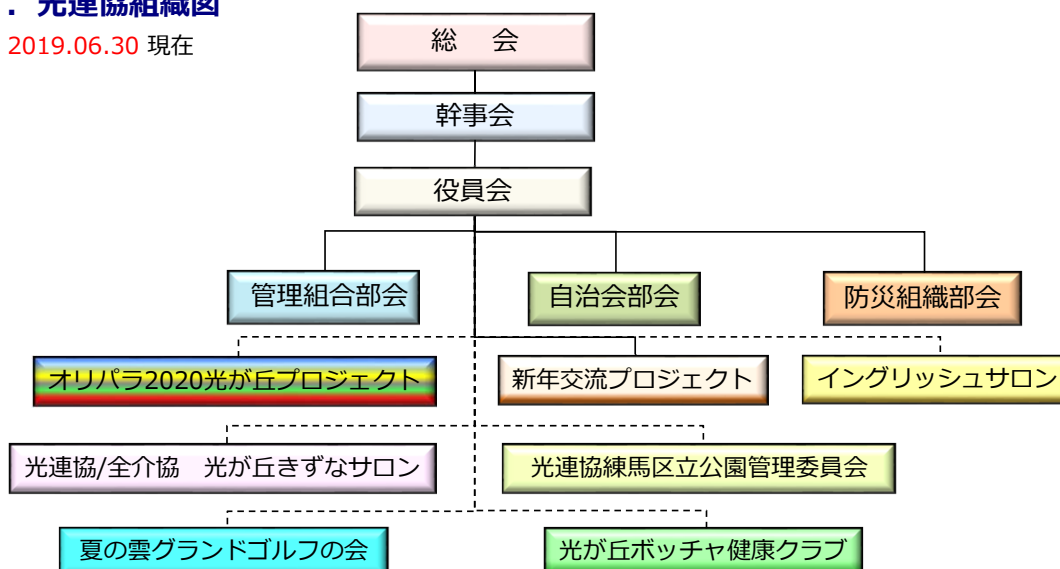 ．光連協組織図
2019.06.30 現在
総　会
幹事会
役員会
管理組合部会
自治会部会
防災組織部会
オリパラ2020光が丘プロジェクト
新年交流プロジェクト
イングリッシュサロン
光連協/全介協　光が丘きずなサロン
光連協練馬区立公園管理委員会
夏の雲グランドゴルフの会
光が丘ボッチャ健康クラブ